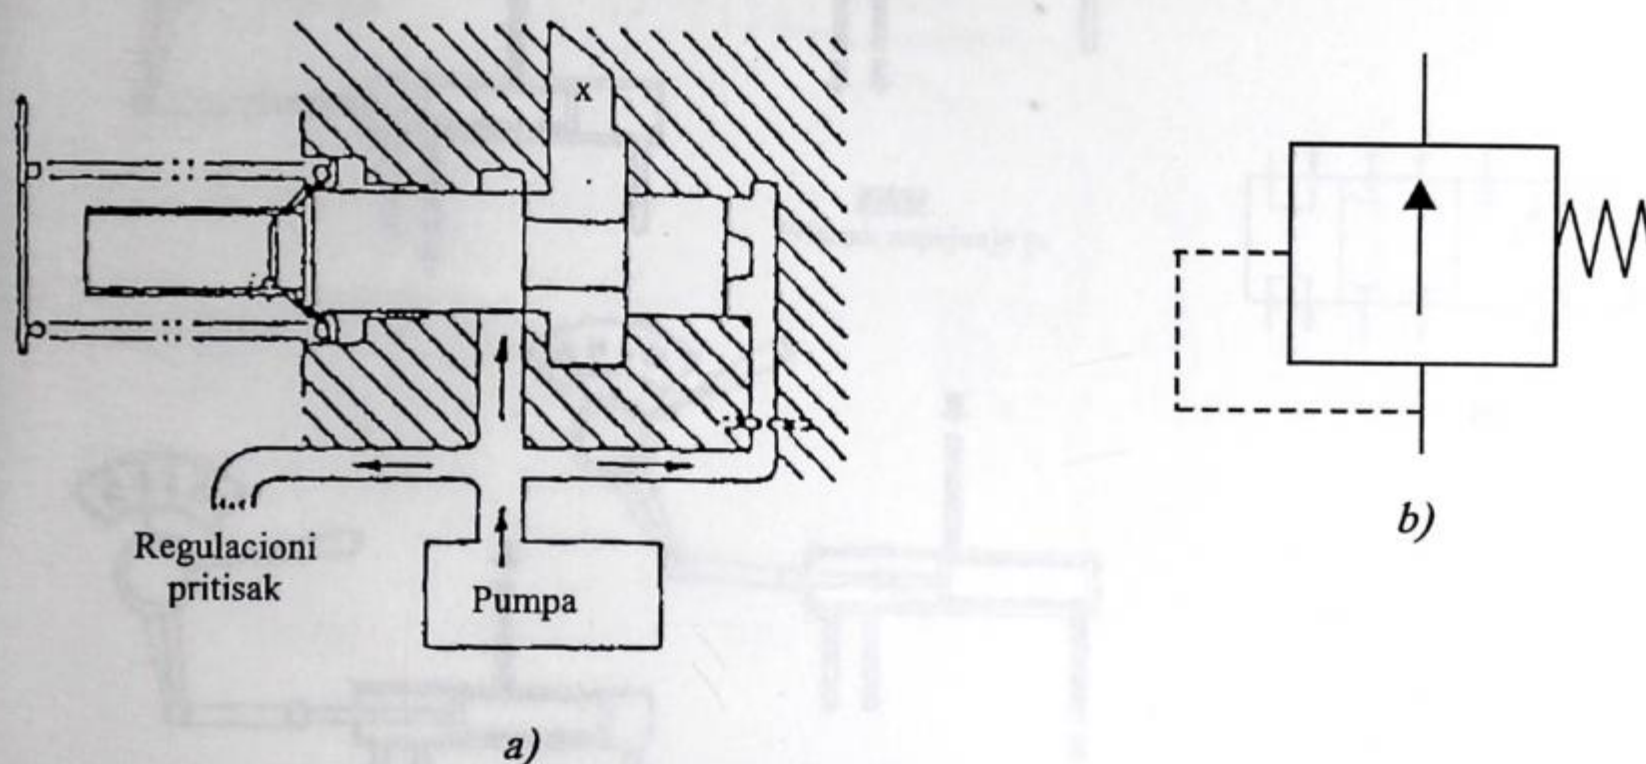 x
Regulacioni
pritisak
Pumpa
a)
b)